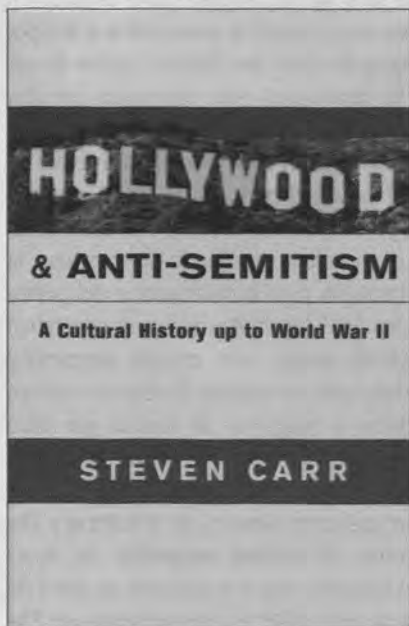 HOLLYWOOD
& ANTI-SEMITISM
A Cultural History up to World War II
STEVEN CARR